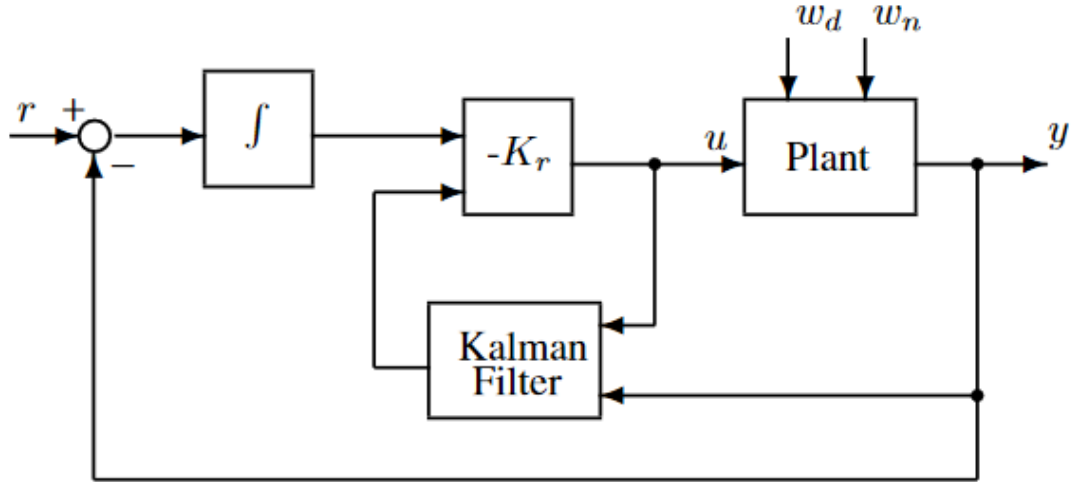 w_d w_n
r + ∫
−
-K_r u Plant y
Kalman
Filter